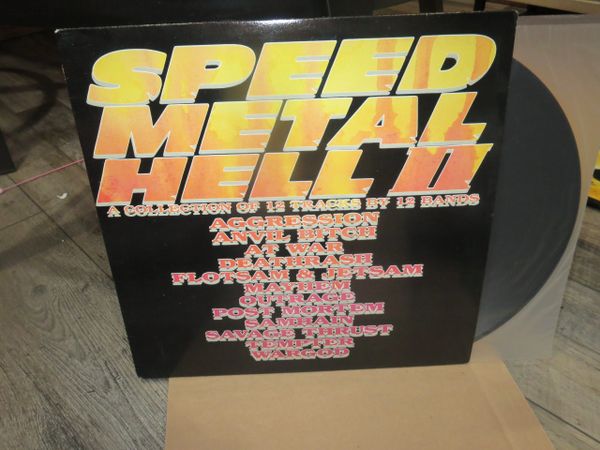 SPEED
METAL
HELL II
A COLLECTION OF 12 TRACKS BY 12 BANDS
AGGRESSION
ANVIL BITCH
AT WAR
DEATHRASH
FLOTSAM & JETSAM
MAYHEM
OUTRAGE
POST MORTEM
SAMHAIN
SAVAGE THRUST
TEMPTER
WARGOD